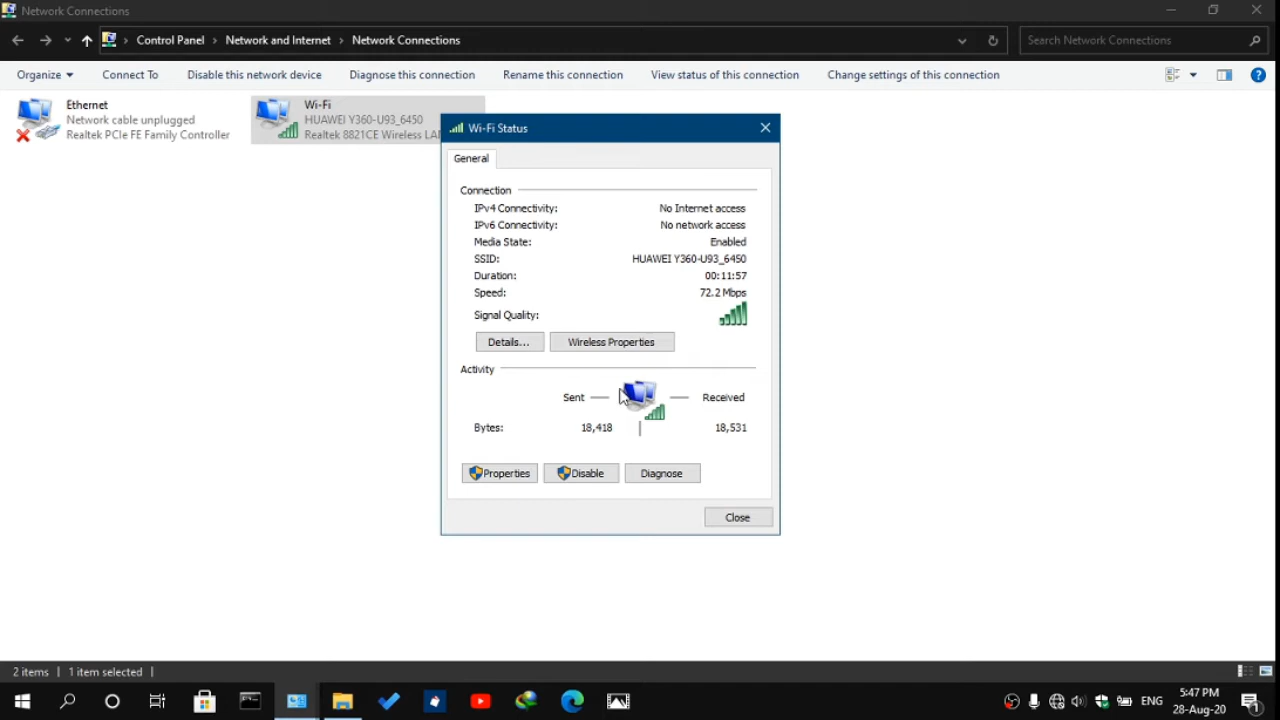 Network Connections
Control Panel > Network and Internet > Network Connections
Search Network Connections
Organize
Connect To
Disable this network device
Diagnose this connection
Rename this connection
View status of this connection
Change settings of this connection
Ethernet
Network cable unplugged
Realtek PCIe FE Family Controller
Wi-Fi
HUAWEI Y360-U93_6450
Realtek 8821CE Wireless LA
Wi-Fi Status
General
Connection
IPv4 Connectivity: No Internet access
IPv6 Connectivity: No network access
Media State: Enabled
SSID: HUAWEI Y360-U93_6450
Duration: 00:11:57
Speed: 72.2 Mbps
Signal Quality:
Details...
Wireless Properties
Activity
Sent — — Received
Bytes: 18,418 | 18,531
Properties
Disable
Diagnose
Close
2 items | 1 item selected |
ENG
5:47 PM
28-Aug-20
1